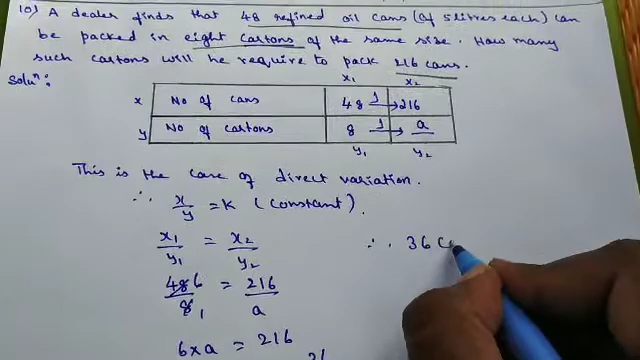 10) A dealer finds that 48 refined oil cans (of 5 litres each) can
be packed in eight cartons of the same size. How many
such cartons will he require to pack 216 cans.
Soluⁿ:
x₁ x₂
x No of cans 48 → 216
y No of cartons 8 → a
y₁ y₂
This is the case of direct variation.
∴ x/y = K (constant).
x₁/y₁ = x₂/y₂
48 6/8 1 = 216/a
∴ 36 C
6 x a = 216